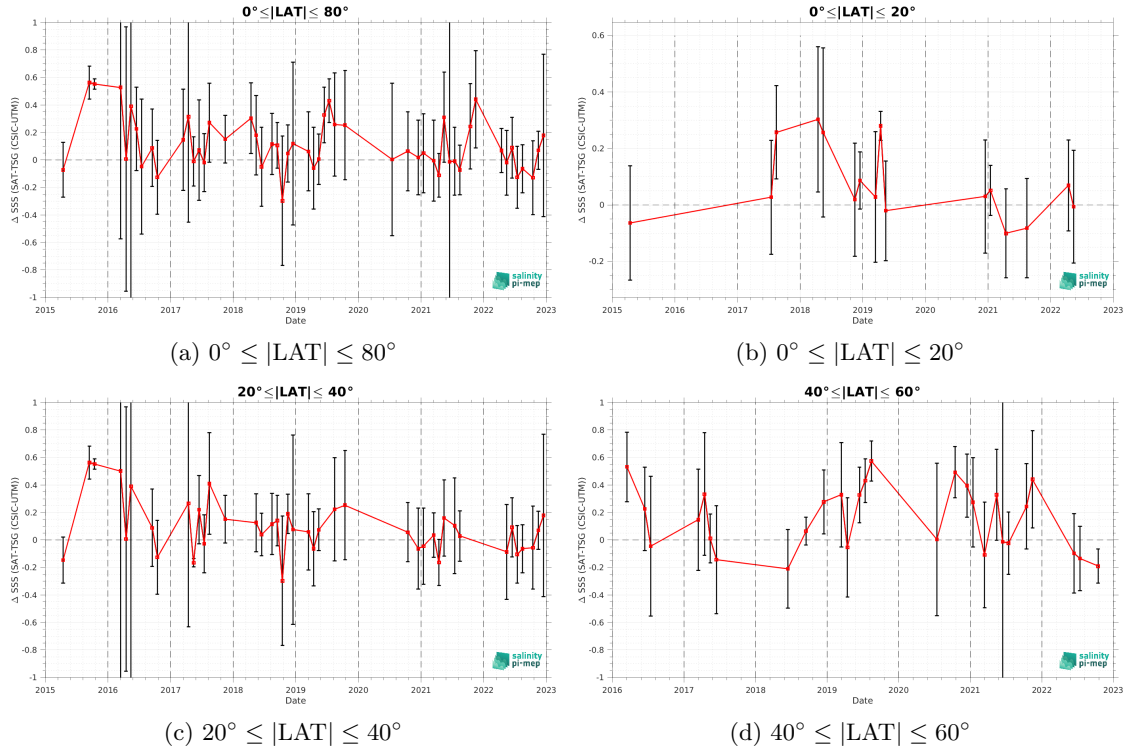 0°≤|LAT|≤ 80°
Δ SSS (SAT-TSG (CSIC-UTM))
1
0.8
0.6
0.4
0.2
0
-0.2
-0.4
-0.6
-0.8
-1
2015 2016 2017 2018 2019 2020 2021 2022 2023
Date
salinity
pi-mep
(a) 0° ≤ |LAT| ≤ 80°
0°≤|LAT|≤ 20°
Δ SSS (SAT-TSG (CSIC-UTM))
0.6
0.4
0.2
0
-0.2
2015 2016 2017 2018 2019 2020 2021 2022 2023
Date
salinity
pi-mep
(b) 0° ≤ |LAT| ≤ 20°
20°≤|LAT|≤ 40°
Δ SSS (SAT-TSG (CSIC-UTM))
1
0.8
0.6
0.4
0.2
0
-0.2
-0.4
-0.6
-0.8
-1
2015 2016 2017 2018 2019 2020 2021 2022 2023
Date
salinity
pi-mep
(c) 20° ≤ |LAT| ≤ 40°
40°≤|LAT|≤ 60°
Δ SSS (SAT-TSG (CSIC-UTM))
1
0.8
0.6
0.4
0.2
0
-0.2
-0.4
-0.6
-0.8
-1
2016 2017 2018 2019 2020 2021 2022 2023
Date
salinity
pi-mep
(d) 40° ≤ |LAT| ≤ 60°